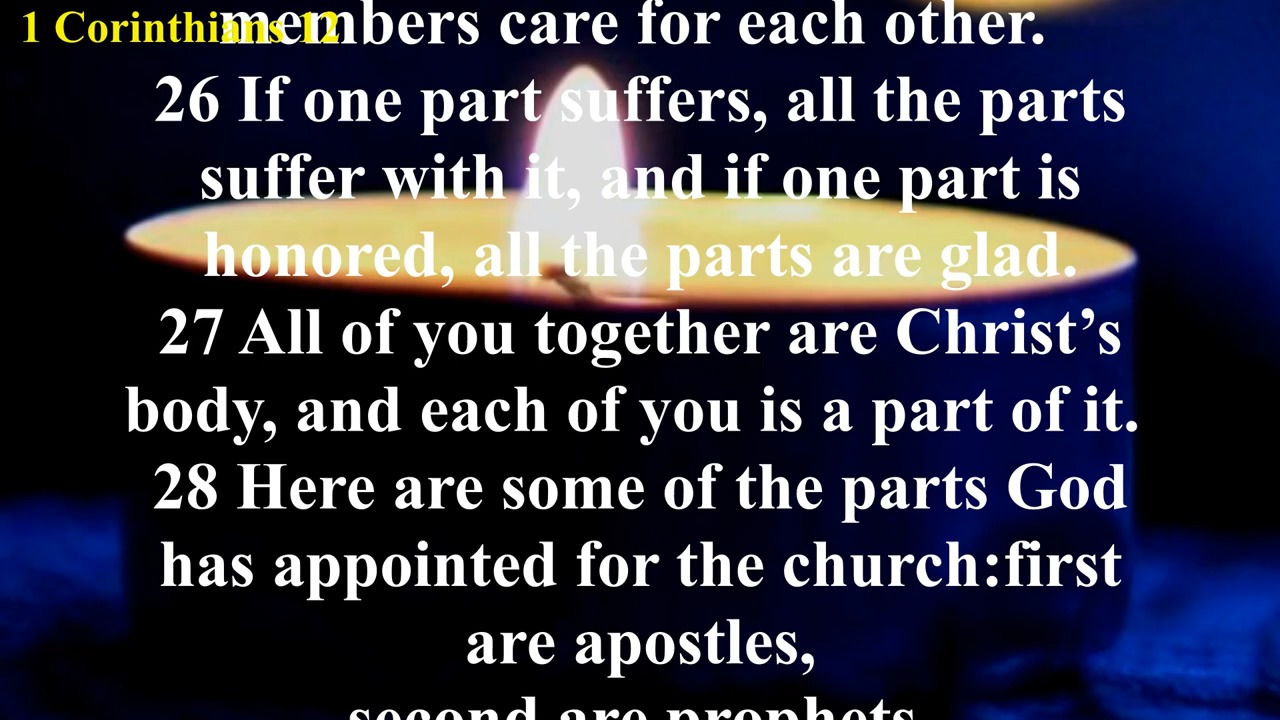 1 Corinthians 12
members care for each other.
26 If one part suffers, all the parts
suffer with it, and if one part is
honored, all the parts are glad.
27 All of you together are Christ’s
body, and each of you is a part of it.
28 Here are some of the parts God
has appointed for the church:first
are apostles,
second are prophets,